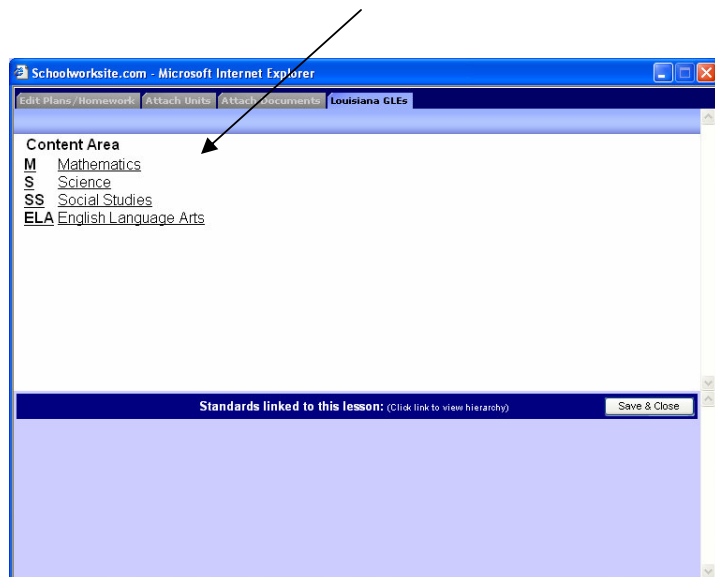 Schoolworksite.com - Microsoft Internet Explorer
Edit Plans/Homework Attach Units Attach Documents Louisiana GLEs
Content Area
M Mathematics
S Science
SS Social Studies
ELA English Language Arts
Standards linked to this lesson: (Click link to view hierarchy) Save & Close